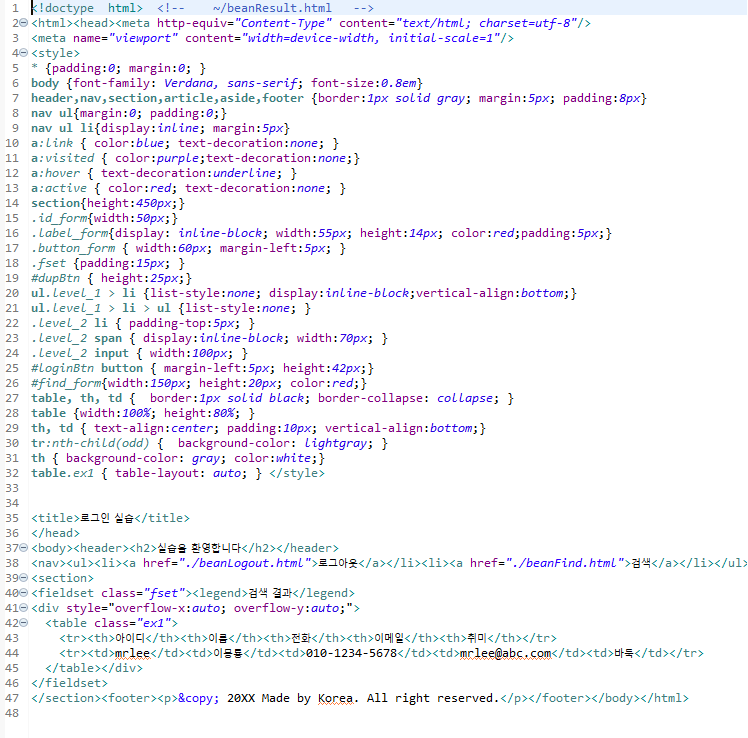 1 <!doctype html> <!-- ~/beanResult.html -->
2 <html><head><meta http-equiv="Content-Type" content="text/html; charset=utf-8"/>
3 <meta name="viewport" content="width=device-width, initial-scale=1"/>
4 <style>
5 * {padding:0; margin:0; }
6 body {font-family: Verdana, sans-serif; font-size:0.8em}
7 header,nav,section,article,aside,footer {border:1px solid gray; margin:5px; padding:8px}
8 nav ul{margin:0; padding:0;}
9 nav ul li{display:inline; margin:5px}
10 a:link { color:blue; text-decoration:none; }
11 a:visited { color:purple;text-decoration:none;}
12 a:hover { text-decoration:underline; }
13 a:active { color:red; text-decoration:none; }
14 section{height:450px;}
15 .id_form{width:50px;}
16 .label_form{display: inline-block; width:55px; height:14px; color:red;padding:5px;}
17 .button_form { width:60px; margin-left:5px; }
18 .fset {padding:15px; }
19 #dupBtn { height:25px;}
20 ul.level_1 > li {list-style:none; display:inline-block;vertical-align:bottom;}
21 ul.level_1 > li > ul {list-style:none; }
22 .level_2 li { padding-top:5px; }
23 .level_2 span { display:inline-block; width:70px; }
24 .level_2 input { width:100px; }
25 #loginBtn button { margin-left:5px; height:42px;}
26 #find_form{width:150px; height:20px; color:red;}
27 table, th, td { border:1px solid black; border-collapse: collapse; }
28 table {width:100%; height:80%; }
29 th, td { text-align:center; padding:10px; vertical-align:bottom;}
30 tr:nth-child(odd) { background-color: lightgray; }
31 th { background-color: gray; color:white;}
32 table.ex1 { table-layout: auto; } </style>
33
34
35 <title>로그인 실습</title>
36 </head>
37 <body><header><h2>실습을 환영합니다</h2></header>
38 <nav><ul><li><a href="./beanLogout.html">로그아웃</a></li><li><a href="./beanFind.html">검색</a></li></ul>
39 <section>
40 <fieldset class="fset"><legend>검색 결과</legend>
41 <div style="overflow-x:auto; overflow-y:auto;">
42 <table class="ex1">
43 <tr><th>아이디</th><th>이름</th><th>전화</th><th>이메일</th><th>취미</th></tr>
44 <tr><td>mrlee</td><td>이몽룡</td><td>010-1234-5678</td><td>mrlee@abc.com</td><td>바둑</td></tr>
45 </table></div>
46 </fieldset>
47 </section><footer><p>&copy; 20XX Made by Korea. All right reserved.</p></footer></body></html>
48